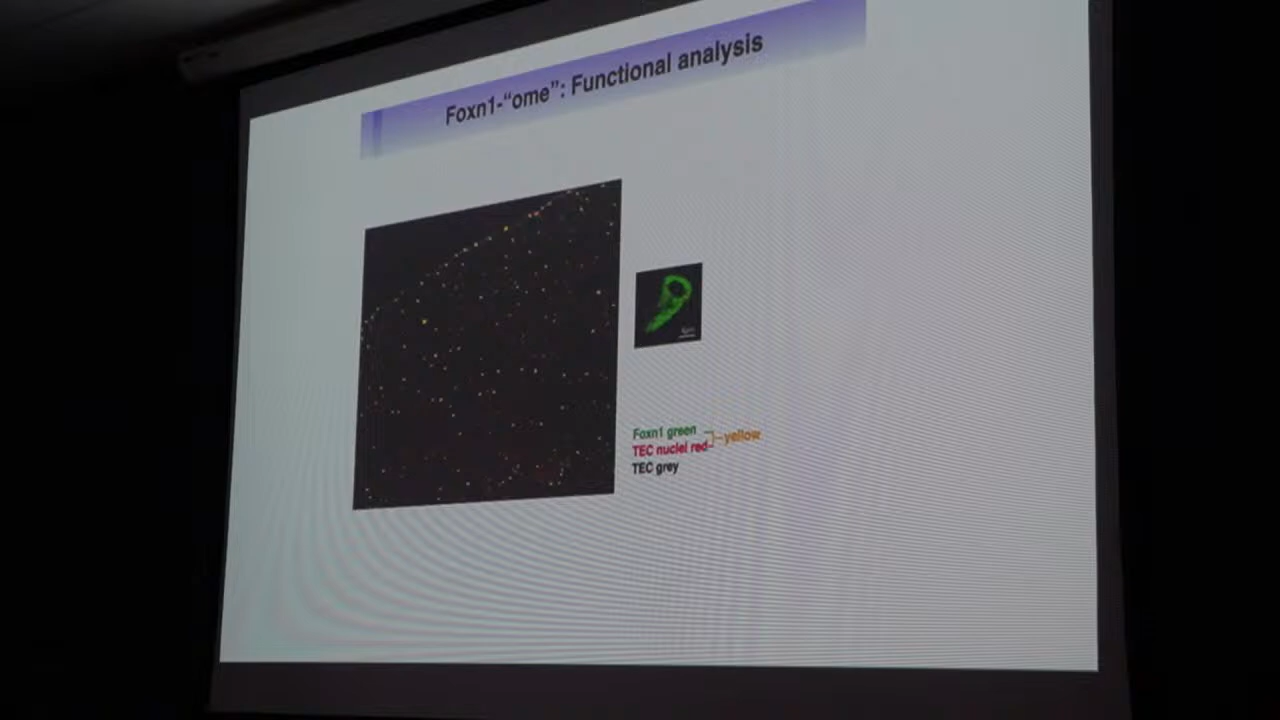 Foxn1-“ome”: Functional analysis
Foxn1 green
yellow
TEC nuclei red
TEC grey